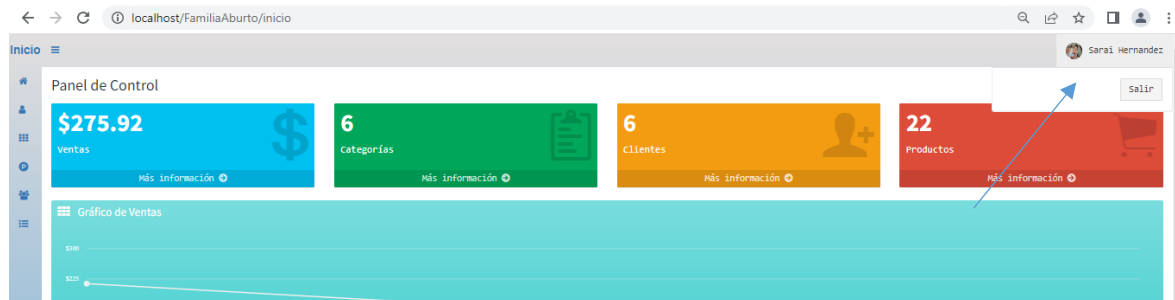 localhost/FamiliaAburto/inicio
Inicio
Sarai Hernandez
Panel de Control
Salir
$275.92
Ventas
Más información
6
Categorías
Más información
6
Clientes
Más información
22
Productos
Más información
Gráfico de Ventas
$300
$225